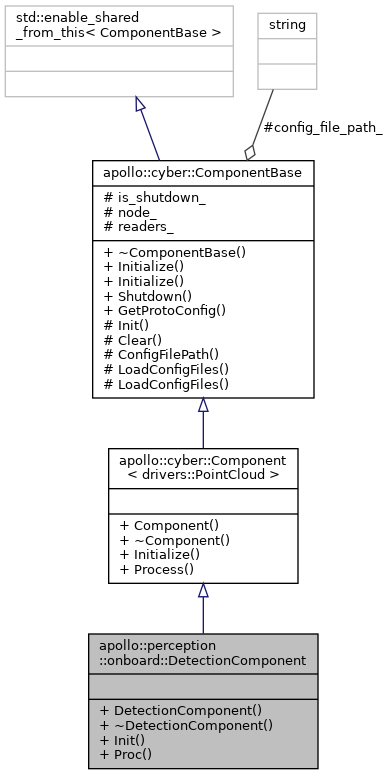 std::enable_shared
_from_this< ComponentBase >
string
#config_file_path_
apollo::cyber::ComponentBase
# is_shutdown_
# node_
# readers_
+ ~ComponentBase()
+ Initialize()
+ Initialize()
+ Shutdown()
+ GetProtoConfig()
# Init()
# Clear()
# ConfigFilePath()
# LoadConfigFiles()
# LoadConfigFiles()
apollo::cyber::Component
< drivers::PointCloud >
+ Component()
+ ~Component()
+ Initialize()
+ Process()
apollo::perception
::onboard::DetectionComponent
+ DetectionComponent()
+ ~DetectionComponent()
+ Init()
+ Proc()